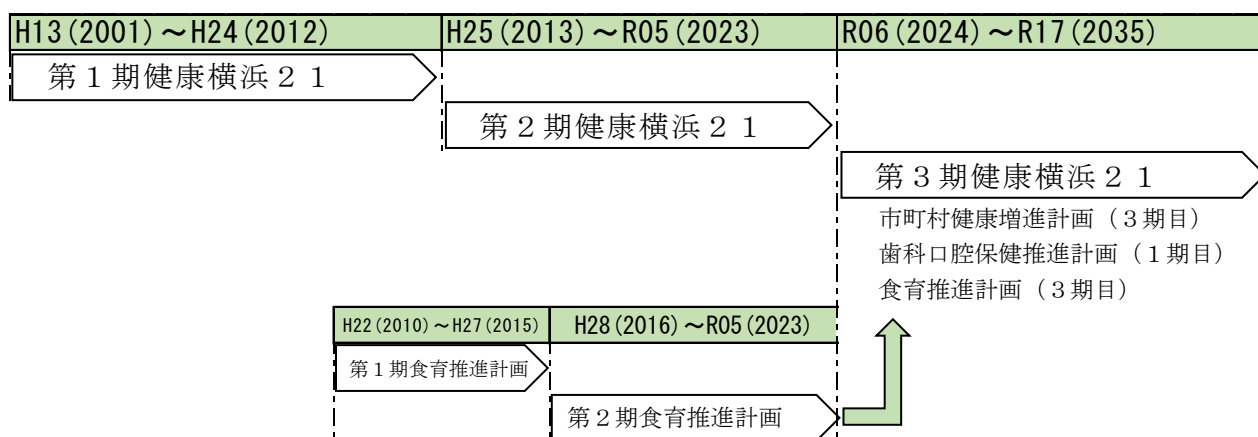 H13(2001)～H24(2012) H25(2013)～R05(2023) R06(2024)～R17(2035)
第１期健康横浜２１
第２期健康横浜２１
第３期健康横浜２１
市町村健康増進計画（３期目）
歯科口腔保健推進計画（１期目）
食育推進計画（３期目）
H22(2010)～H27(2015) H28(2016)～R05(2023)
第１期食育推進計画
第２期食育推進計画